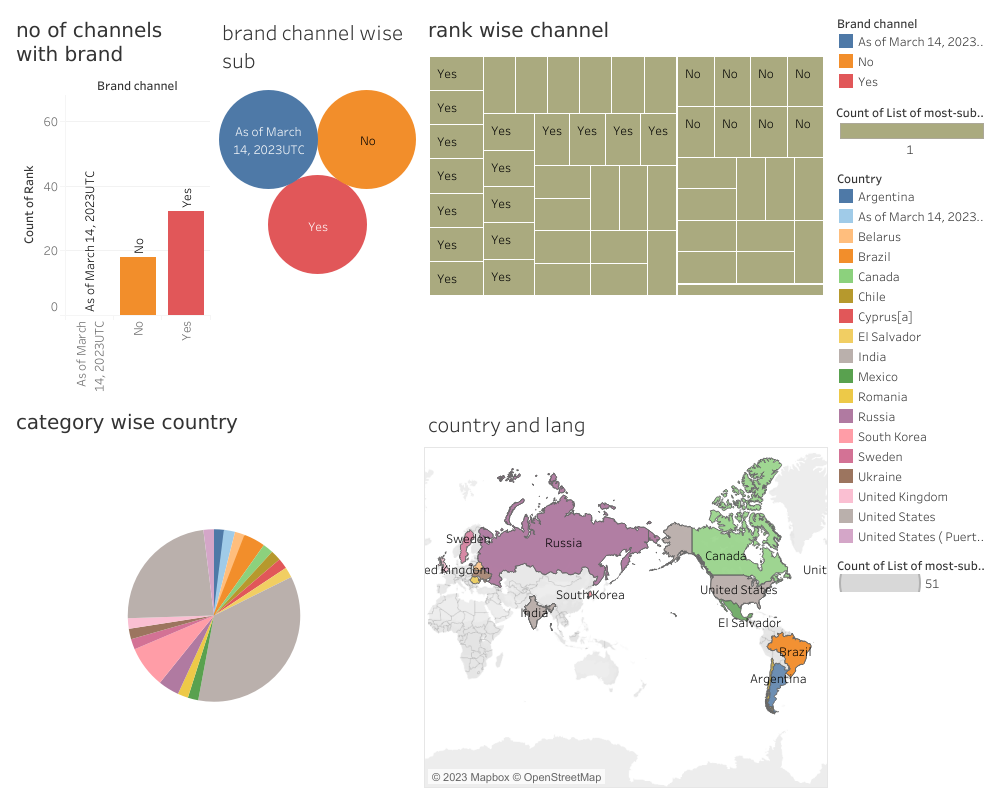 no of channels
with brand
Brand channel
60
40
20
0
Count of Rank
As of March 14, 2023UTC
No
Yes
As of March
14, 2023UTC
No
Yes
brand channel wise
sub
As of March
14, 2023UTC
No
Yes
rank wise channel
Yes
Yes
Yes
Yes
Yes
Yes
Yes
Yes Yes Yes Yes Yes
Yes
Yes
Yes
Yes
No No No No
No No No No
Brand channel
As of March 14, 2023..
No
Yes
Count of List of most-sub..
1
Country
Argentina
As of March 14, 2023..
Belarus
Brazil
Canada
Chile
Cyprus[a]
El Salvador
India
Mexico
Romania
Russia
South Korea
Sweden
Ukraine
United Kingdom
United States
United States ( Puert..
Count of List of most-sub..
51
category wise country
country and lang
Sweden
Russia
Canada
ed Kingdom
Unit
South Korea
United States
India
El Salvador
Brazil
Argentina
© 2023 Mapbox © OpenStreetMap